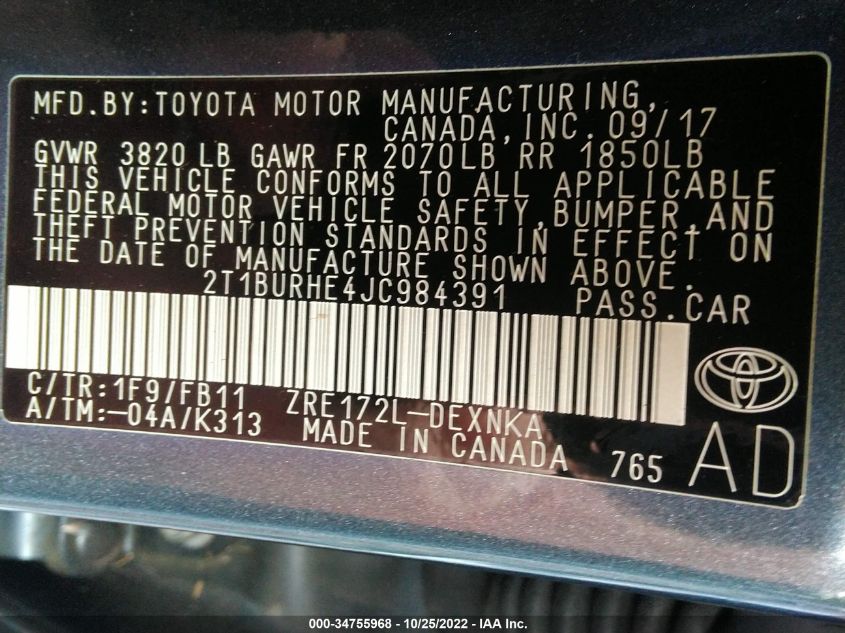 MFD.BY:TOYOTA MOTOR MANUFACTURING,
CANADA,INC. 09/17
GVWR 3820 LB GAWR FR 2070LB RR 1850LB
THIS VEHICLE CONFORMS TO ALL APPLICABLE
FEDERAL MOTOR VEHICLE SAFETY,BUMPER,AND
THEFT PREVENTION STANDARDS IN EFFECT ON
THE DATE OF MANUFACTURE SHOWN ABOVE.
2T1BURHE4JC984391 PASS.CAR
C/TR:1F9/FB11 ZRE172L-DEXNKA
A/TM:-04A/K313 MADE IN CANADA 765 AD
000-34755968 - 10/25/2022 - IAA Inc.